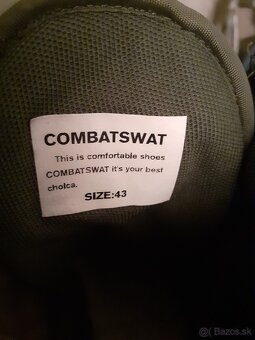 COMBATSWAT
This is comfortable shoes
COMBATSWAT it's your best
cholca.
SIZE:43
Bazos.sk